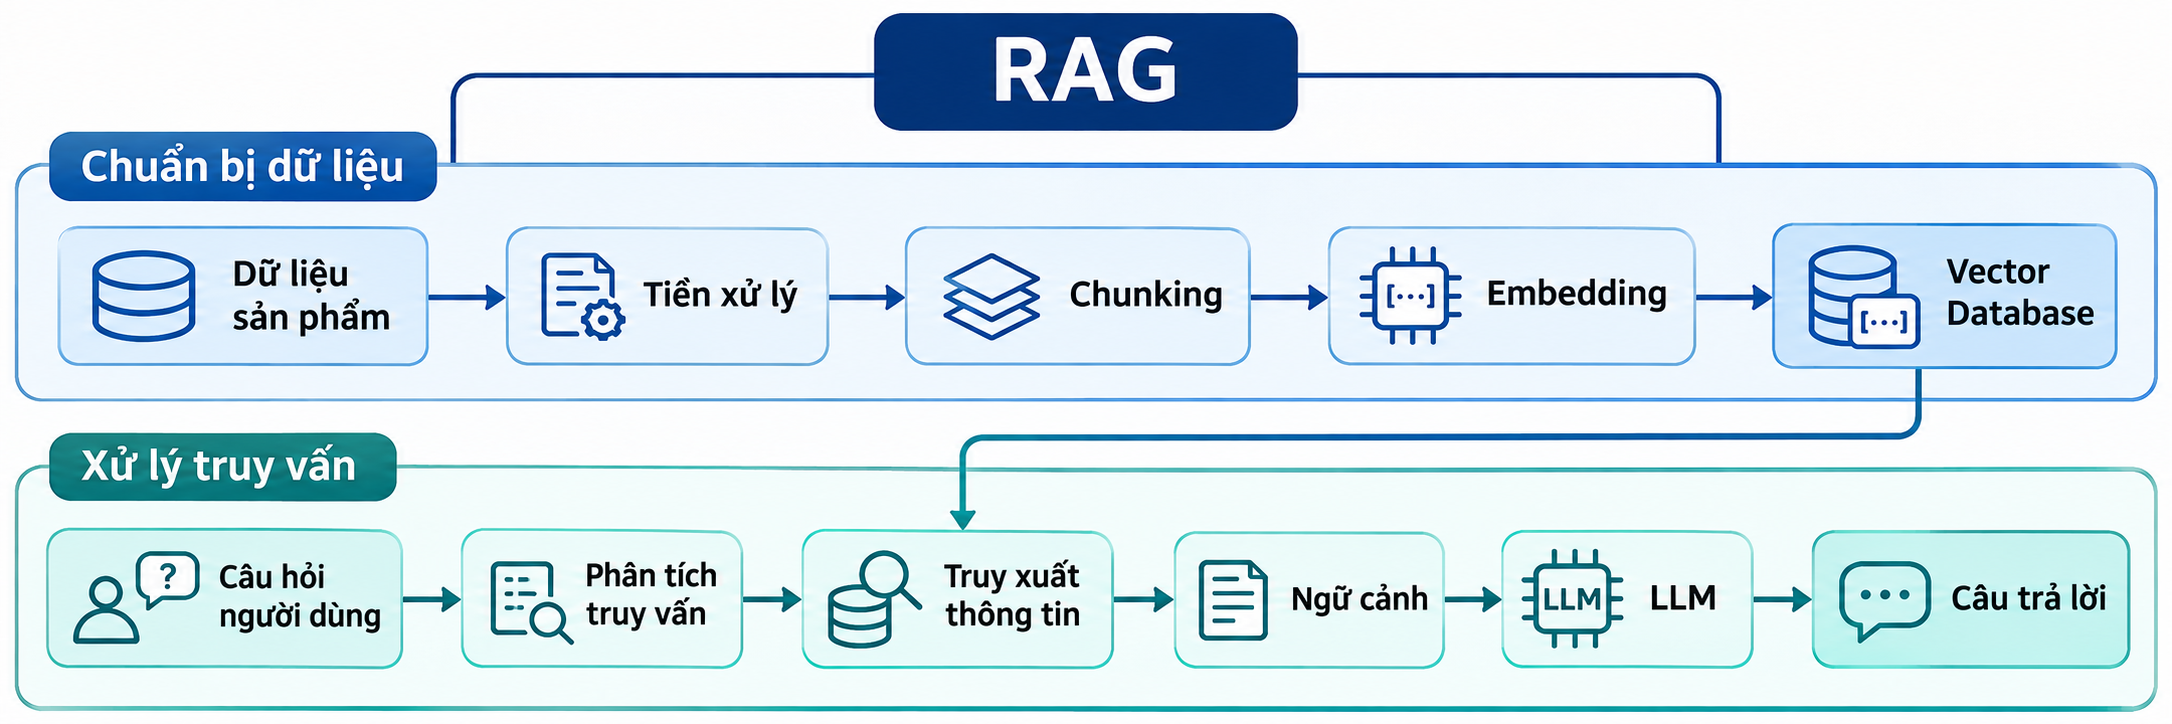 RAG
Chuẩn bị dữ liệu
Dữ liệu
sản phẩm
Tiền xử lý
Chunking
[...]
Embedding
[...]
Vector
Database
Xử lý truy vấn
?
Câu hỏi
người dùng
Phân tích
truy vấn
Truy xuất
thông tin
Ngữ cảnh
LLM
LLM
Câu trả lời